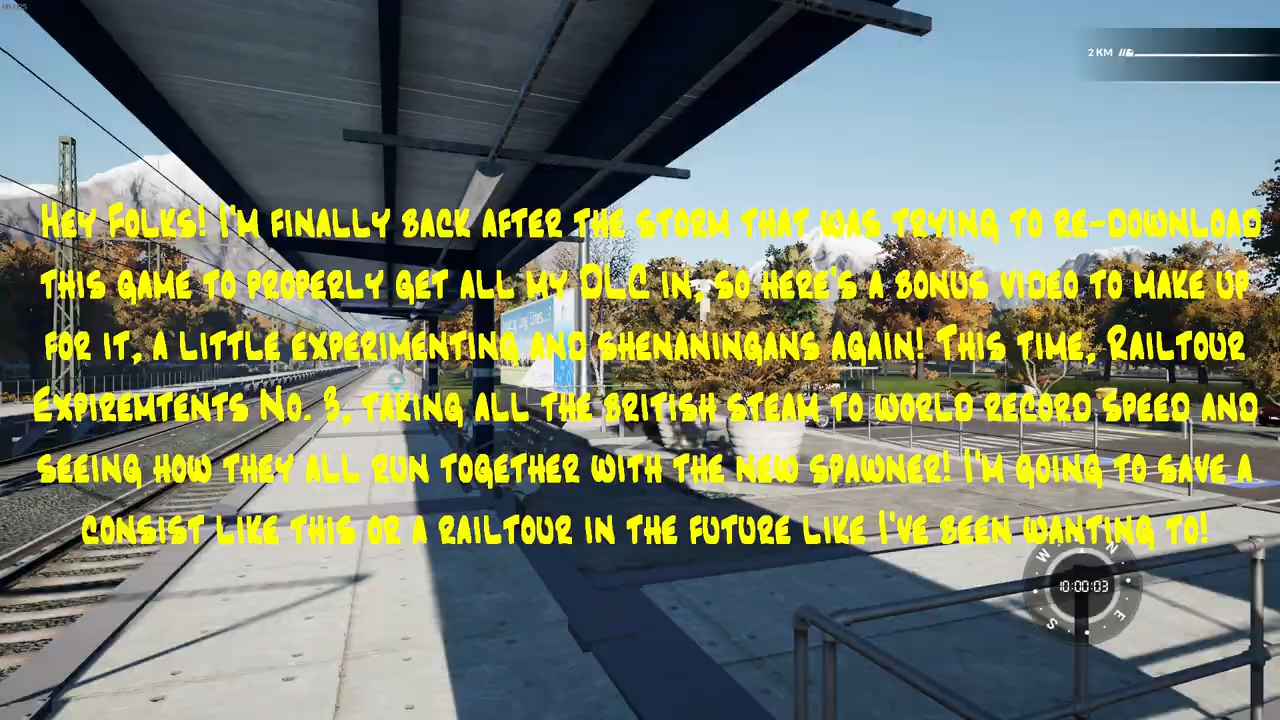 60 FPS
2 KM
Hey Folks! I'm finally back after the storm that was trying to re-download
this game to properly get all my DLC in, so here's a bonus video to make up
for it, a little experimenting and shenaningans again! This time, Railtour
Expiremtents No. 3, taking all the british steam to world record Speed and
seeing how they all run together with the new spawner! I'm going to save a
consist like this or a railtour in the future like I've been wanting to!
W N
10:00:03
S E